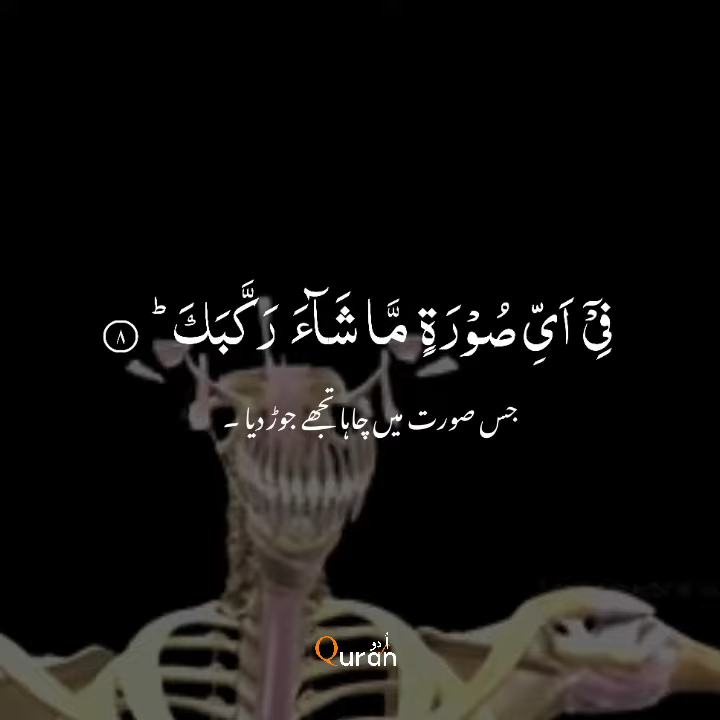 فِیْۤ اَیِّ صُوْرَةٍ مَّا شَآءَ رَكَّبَكَ ؕ ۸
جس صورت میں چاہا تجھے جوڑ دیا ۔
اُردو
Quran